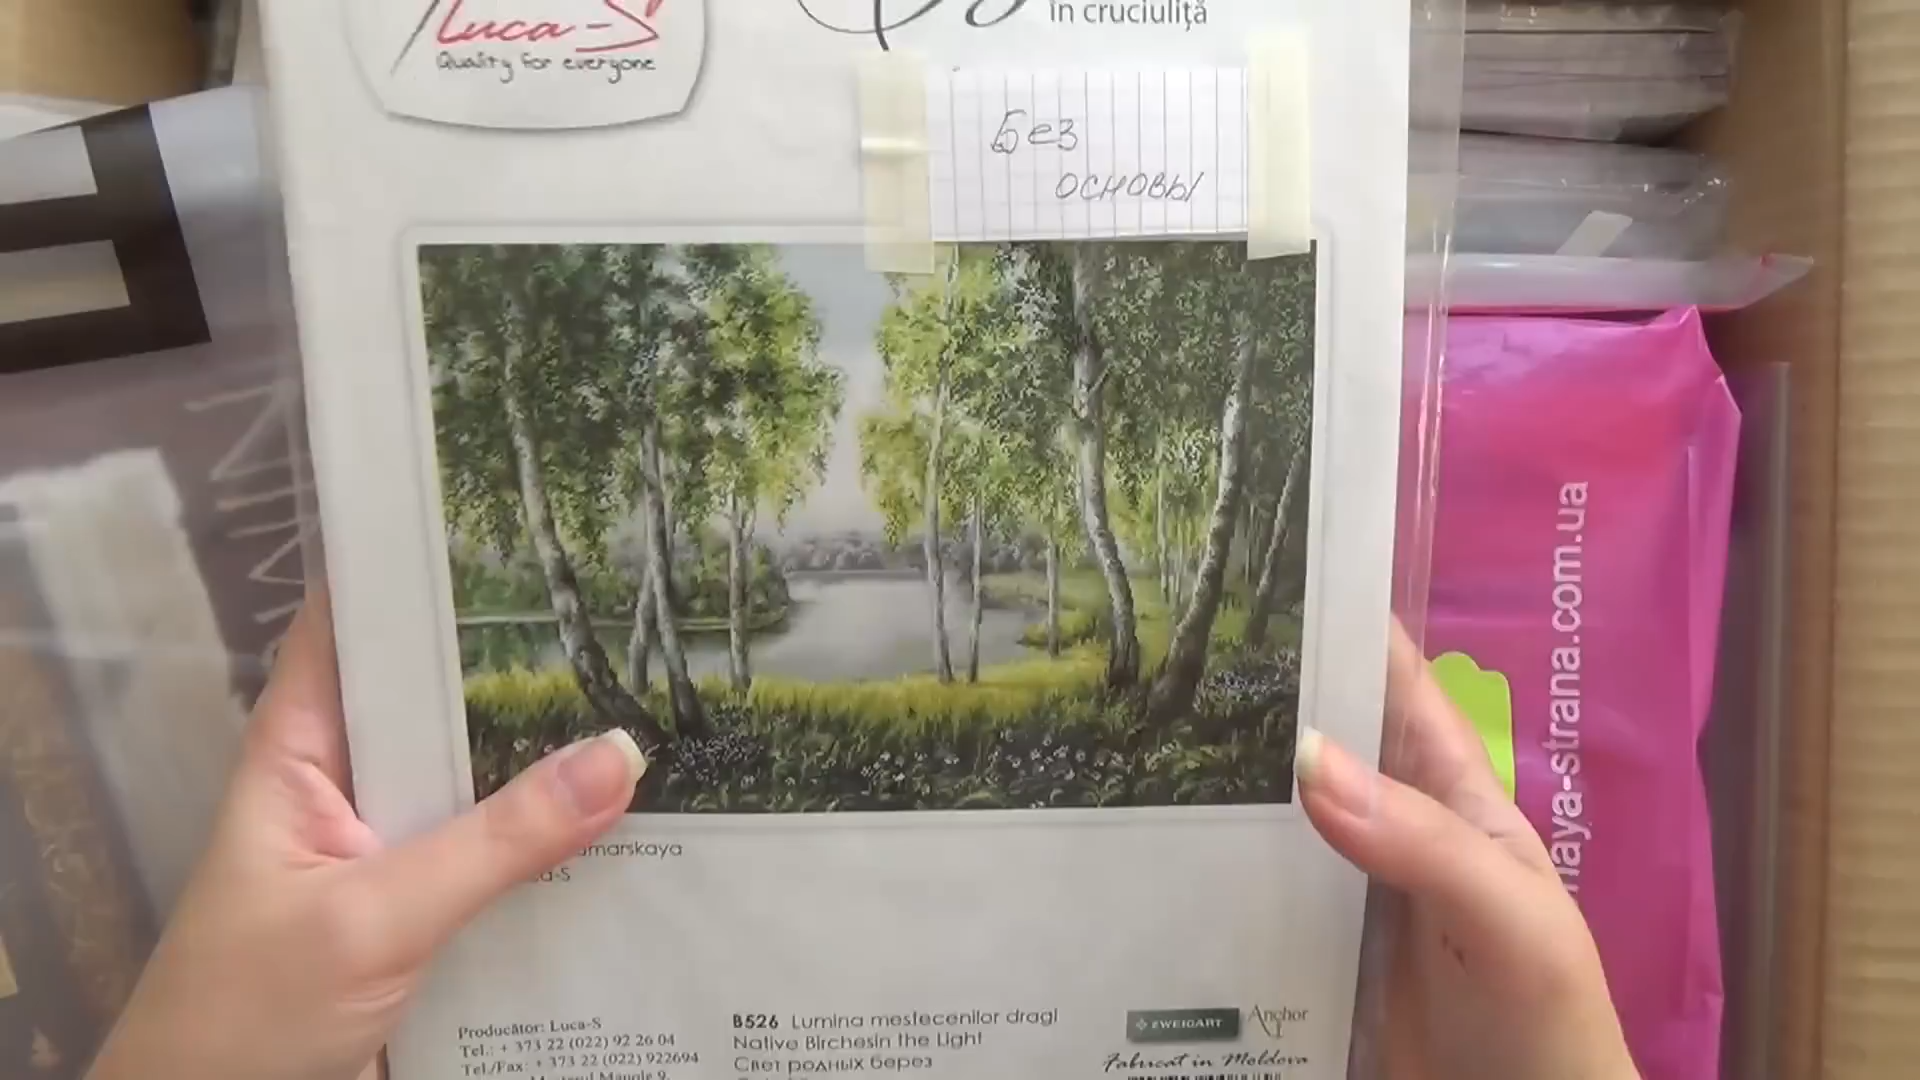 Luca-S
Quality for everyone
în cruciuliță
Без
основы
amarskaya
ca-S
Producător: Luca-S
Tel.: + 373 22 (022) 92 26 04
Tel./Fax: + 373 22 (022) 922694
B526 Lumina mestecenilor dragi
Native Birchesin the Light
Свет родных берез
ZWEIGART
Anchor
Fabricat în Moldova
naya-strana.com.ua